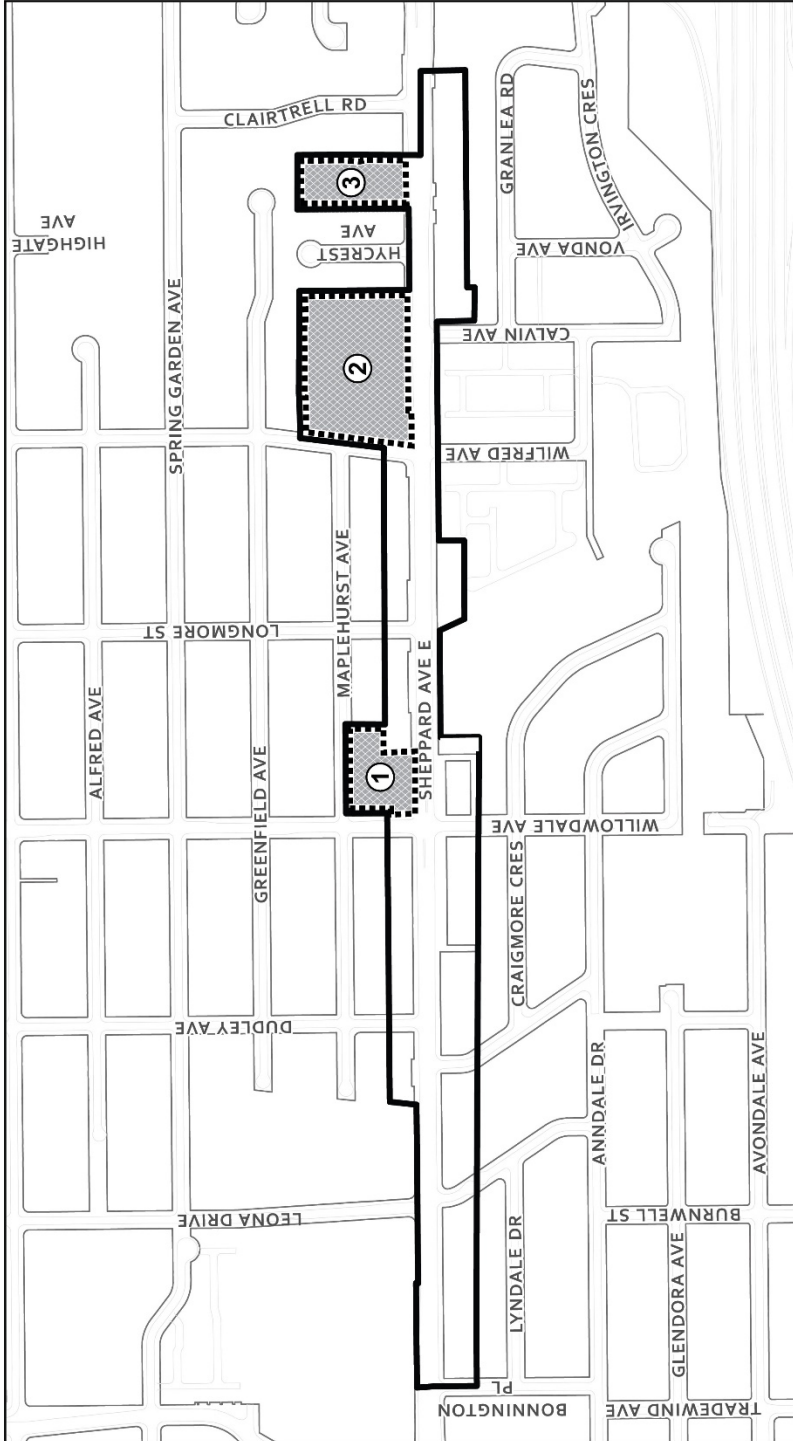 CLAIRTRELL RD
HIGHGATE
AVE
3
HYCREST
AVE
GRANLEA RD
IRVINGTON CRES
VONDA AVE
SPRING GARDEN AVE
2
CALVIN AVE
WILFRED AVE
MAPLEHURST AVE
LONGMORE ST
ALFRED AVE
GREENFIELD AVE
1
SHEPPARD AVE E
WILLOWDALE AVE
CRAIGMORE CRES
DUDLEY AVE
ANNDALE DR
AVONDALE AVE
LEONA DRIVE
LYNDALE DR
BURNWELL ST
GLENDORA AVE
BONNINGTON
PL
TRADEWIND AVE